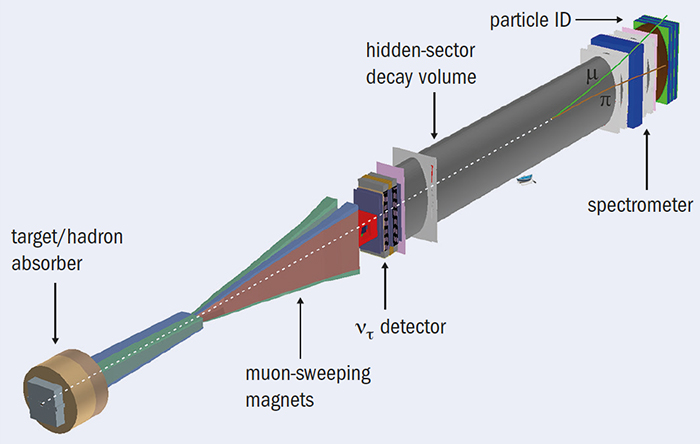 particle ID
hidden-sector
decay volume
μ
π
spectrometer
target/hadron
absorber
ντ detector
muon-sweeping
magnets